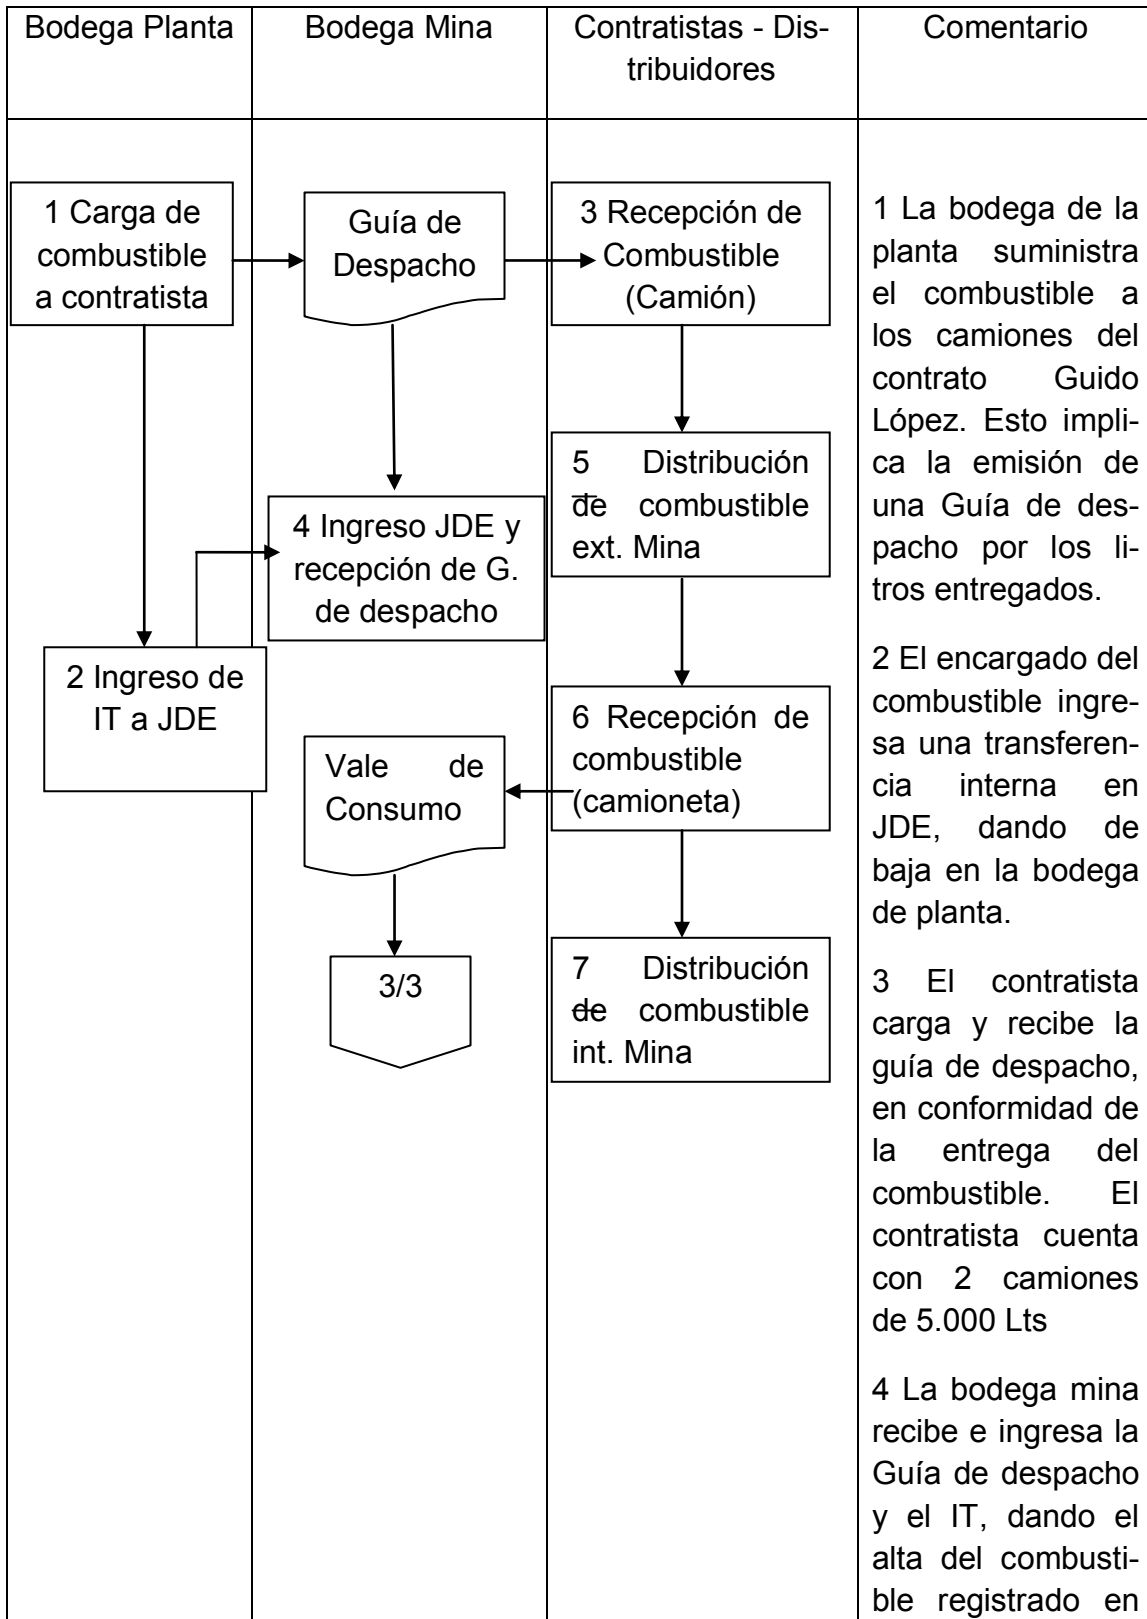 Bodega Planta
Bodega Mina
Contratistas - Dis-
tribuidores
Comentario
1 Carga de
combustible
a contratista
Guía de
Despacho
3 Recepción de
Combustible
(Camión)
5 Distribución
de combustible
ext. Mina
4 Ingreso JDE y
recepción de G.
de despacho
2 Ingreso de
IT a JDE
6 Recepción de
combustible
(camioneta)
Vale de
Consumo
3/3
7 Distribución
de combustible
int. Mina
1 La bodega de la
planta suministra
el combustible a
los camiones del
contrato Guido
López. Esto impli-
ca la emisión de
una Guía de des-
pacho por los li-
tros entregados.
2 El encargado del
combustible ingre-
sa una transferen-
cia interna en
JDE, dando de
baja en la bodega
de planta.
3 El contratista
carga y recibe la
guía de despacho,
en conformidad de
la entrega del
combustible. El
contratista cuenta
con 2 camiones
de 5.000 Lts
4 La bodega mina
recibe e ingresa la
Guía de despacho
y el IT, dando el
alta del combusti-
ble registrado en